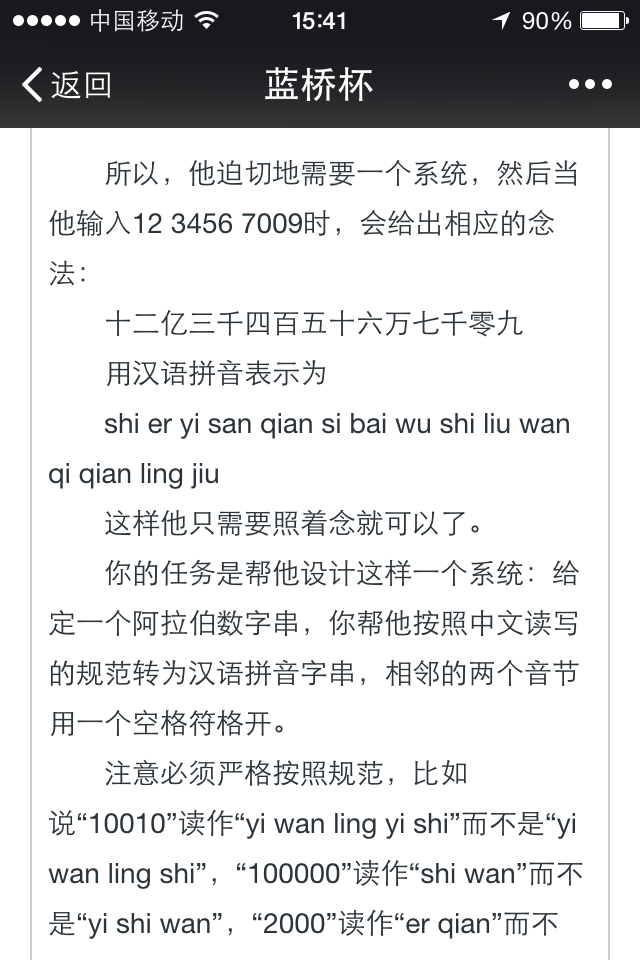 中国移动 15:41 90%
返回 蓝桥杯
所以，他迫切地需要一个系统，然后当
他输入12 3456 7009时，会给出相应的念
法：
十二亿三千四百五十六万七千零九
用汉语拼音表示为
shi er yi san qian si bai wu shi liu wan
qi qian ling jiu
这样他只需要照着念就可以了。
你的任务是帮他设计这样一个系统：给
定一个阿拉伯数字串，你帮他按照中文读写
的规范转为汉语拼音字串，相邻的两个音节
用一个空格符格开。
注意必须严格按照规范，比如
说“10010”读作“yi wan ling yi shi”而不是“yi
wan ling shi”，“100000”读作“shi wan”而不
是“yi shi wan”，“2000”读作“er qian”而不